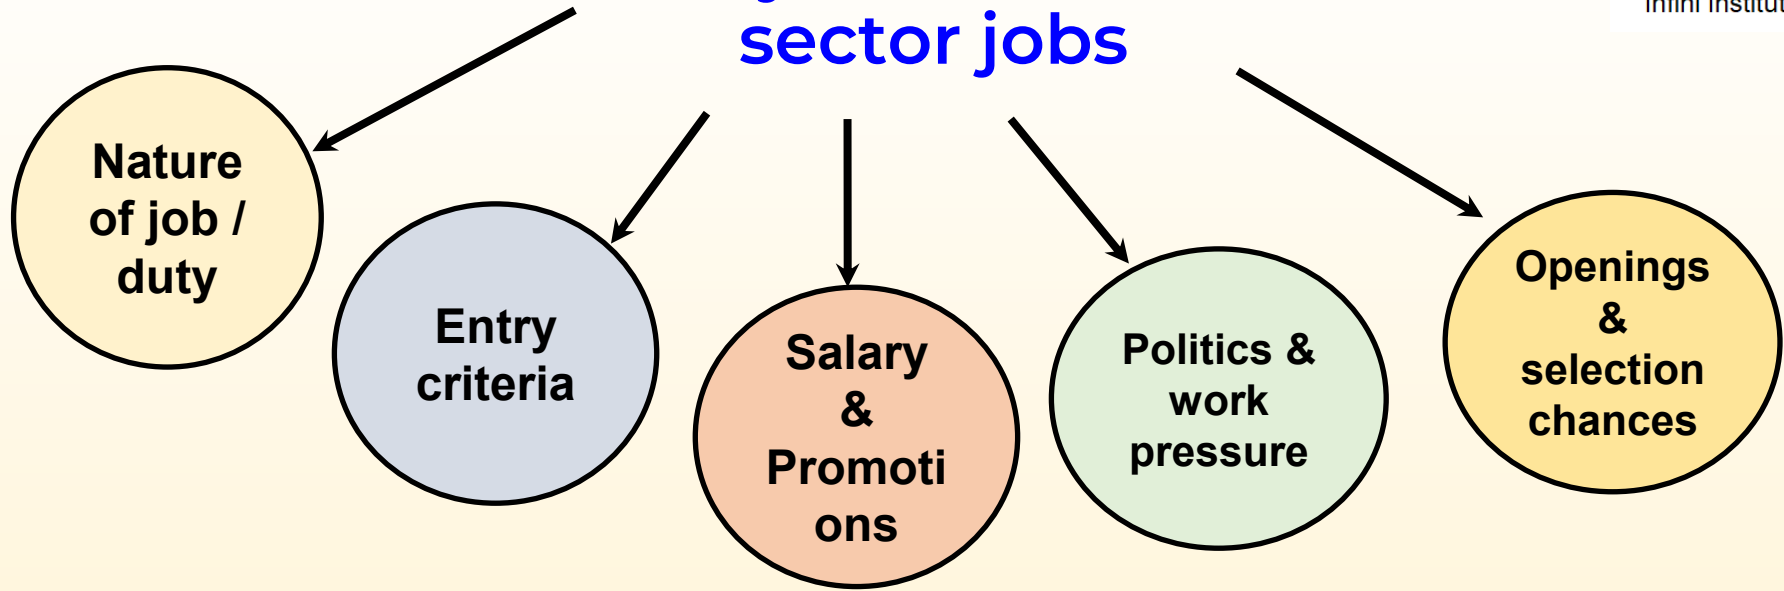 sector jobs
Nature
of job /
duty
Entry
criteria
Salary
&
Promoti
ons
Politics &
work
pressure
Openings
&
selection
chances